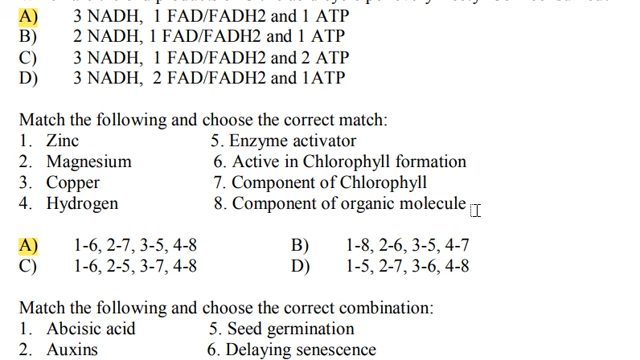 A) 3 NADH, 1 FAD/FADH2 and 1 ATP
B) 2 NADH, 1 FAD/FADH2 and 1 ATP
C) 3 NADH, 1 FAD/FADH2 and 2 ATP
D) 3 NADH, 2 FAD/FADH2 and 1ATP
Match the following and choose the correct match:
1. Zinc 5. Enzyme activator
2. Magnesium 6. Active in Chlorophyll formation
3. Copper 7. Component of Chlorophyll
4. Hydrogen 8. Component of organic molecule
A) 1-6, 2-7, 3-5, 4-8 B) 1-8, 2-6, 3-5, 4-7
C) 1-6, 2-5, 3-7, 4-8 D) 1-5, 2-7, 3-6, 4-8
Match the following and choose the correct combination:
1. Abcisic acid 5. Seed germination
2. Auxins 6. Delaying senescence